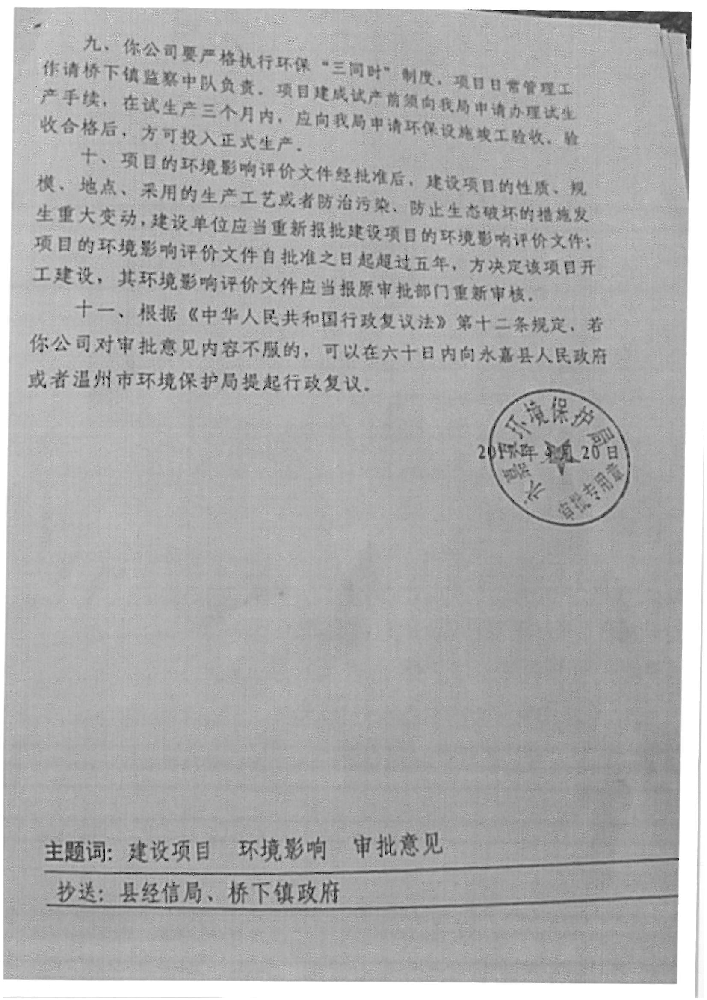 九、你公司要严格执行环保“三同时”制度，项目日常管理工
作请桥下镇监察中队负责。项目建成试产前须向我局申请办理试生
产手续，在试生产三个月内，应向我局申请环保设施竣工验收，验
收合格后，方可投入正式生产。
十、项目的环境影响评价文件经批准后，建设项目的性质、规
模、地点、采用的生产工艺或者防治污染、防止生态破坏的措施发
生重大变动，建设单位应当重新报批建设项目的环境影响评价文件；
项目的环境影响评价文件自批准之日起超过五年，方决定该项目开
工建设，其环境影响评价文件应当报原审批部门重新审核。
十一、根据《中华人民共和国行政复议法》第十二条规定，若
你公司对审批意见内容不服的，可以在六十日内向永嘉县人民政府
或者温州市环境保护局提起行政复议。
永嘉县环境保护局
年 月 20 日
审批专用章
主题词：建设项目 环境影响 审批意见
抄送：县经信局、桥下镇政府